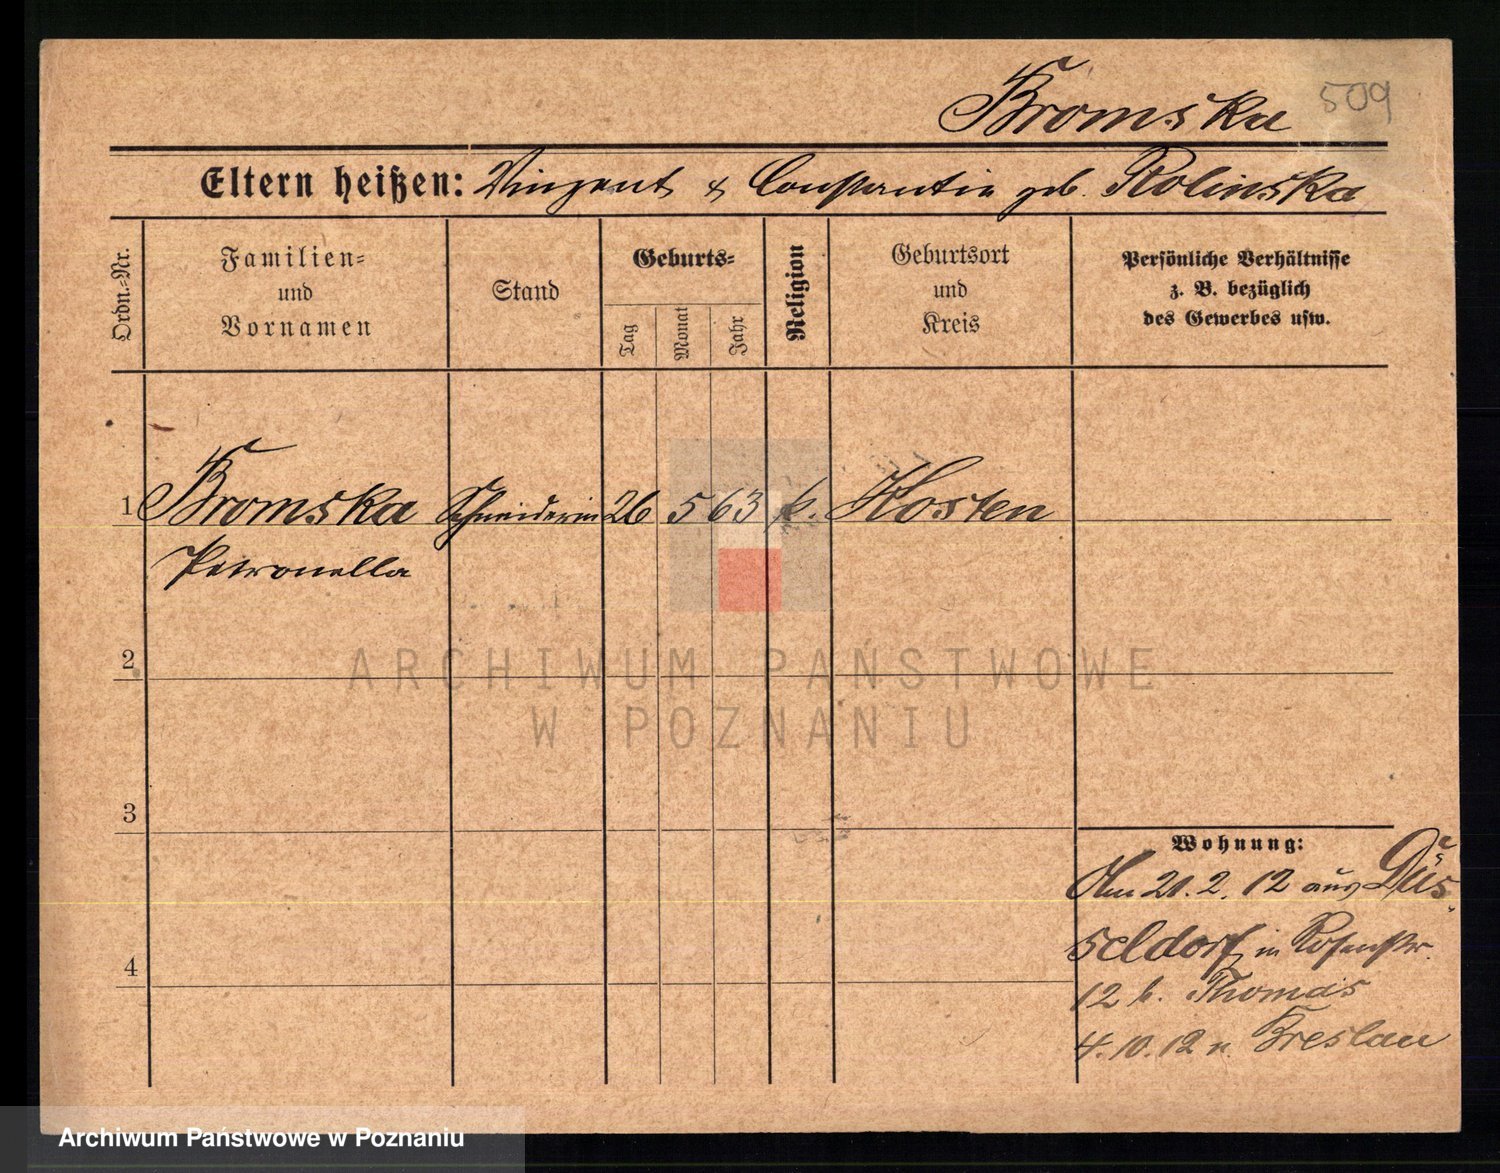 Bromska
509
Eltern heißen: Vinzent & Constantia geb. Rolinska
Ordn.-Nr.
Familien- und Vornamen
Stand
Geburts-
Tag
Monat
Jahr
Religion
Geburtsort und Kreis
Persönliche Verhältnisse
z. B. bezüglich
des Gewerbes usw.
1 Bromska Schneiderin 26 5 63 k. Kosten
Petronella
2
3
4
Wohnung:
Am 21. 2. 12 aus Düs
seldorf in Rosenstr.
12 b. Thomas
4. 10. 12 n. Breslau
ARCHIWUM PAŃSTWOWE
W POZNANIU
Archiwum Państwowe w Poznaniu